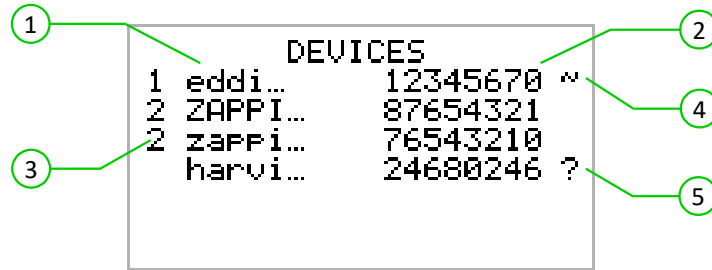 1 2
DEVICES
1 eddi… 12345670 ~
2 ZAPPI… 87654321 4
2 zappi… 76543210
3 harvi… 24680246 ?
5